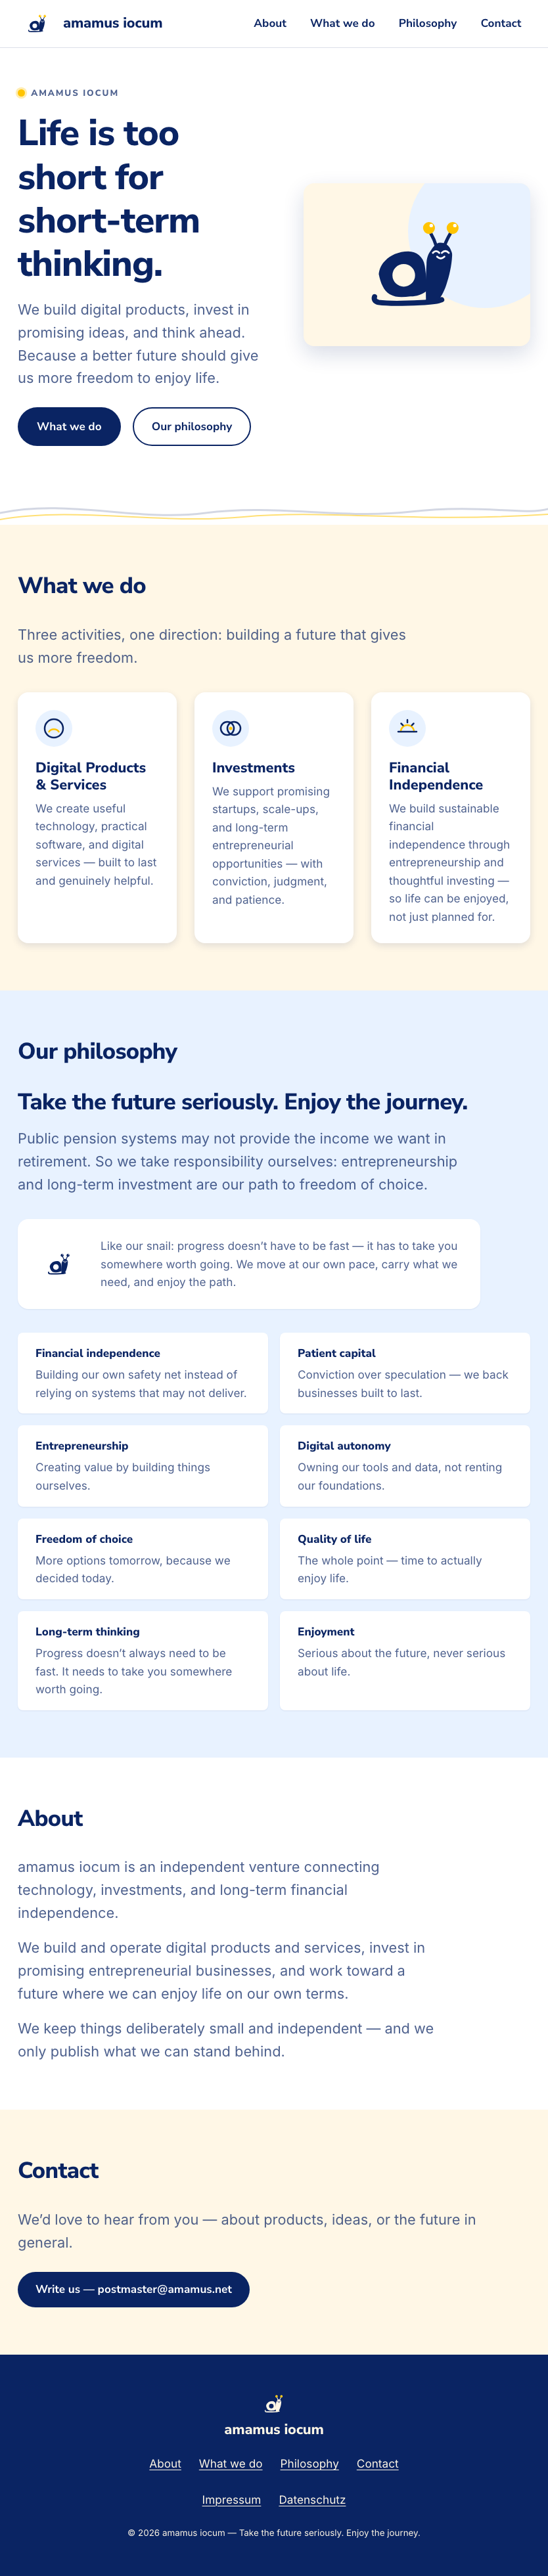 amamus iocum
About What we do Philosophy Contact
AMAMUS IOCUM
Life is too
short for
short-term
thinking.
We build digital products, invest in
promising ideas, and think ahead.
Because a better future should give
us more freedom to enjoy life.
What we do Our philosophy
What we do
Three activities, one direction: building a future that gives
us more freedom.
Digital Products
& Services
We create useful
technology, practical
software, and digital
services — built to last
and genuinely helpful.
Investments
We support promising
startups, scale-ups,
and long-term
entrepreneurial
opportunities — with
conviction, judgment,
and patience.
Financial
Independence
We build sustainable
financial
independence through
entrepreneurship and
thoughtful investing —
so life can be enjoyed,
not just planned for.
Our philosophy
Take the future seriously. Enjoy the journey.
Public pension systems may not provide the income we want in
retirement. So we take responsibility ourselves: entrepreneurship
and long-term investment are our path to freedom of choice.
Like our snail: progress doesn’t have to be fast — it has to take you
somewhere worth going. We move at our own pace, carry what we
need, and enjoy the path.
Financial independence
Building our own safety net instead of
relying on systems that may not deliver.
Patient capital
Conviction over speculation — we back
businesses built to last.
Entrepreneurship
Creating value by building things
ourselves.
Digital autonomy
Owning our tools and data, not renting
our foundations.
Freedom of choice
More options tomorrow, because we
decided today.
Quality of life
The whole point — time to actually
enjoy life.
Long-term thinking
Progress doesn’t always need to be
fast. It needs to take you somewhere
worth going.
Enjoyment
Serious about the future, never serious
about life.
About
amamus iocum is an independent venture connecting
technology, investments, and long-term financial
independence.
We build and operate digital products and services, invest in
promising entrepreneurial businesses, and work toward a
future where we can enjoy life on our own terms.
We keep things deliberately small and independent — and we
only publish what we can stand behind.
Contact
We’d love to hear from you — about products, ideas, or the future in
general.
Write us — postmaster@amamus.net
amamus iocum
About What we do Philosophy Contact
Impressum Datenschutz
© 2026 amamus iocum — Take the future seriously. Enjoy the journey.